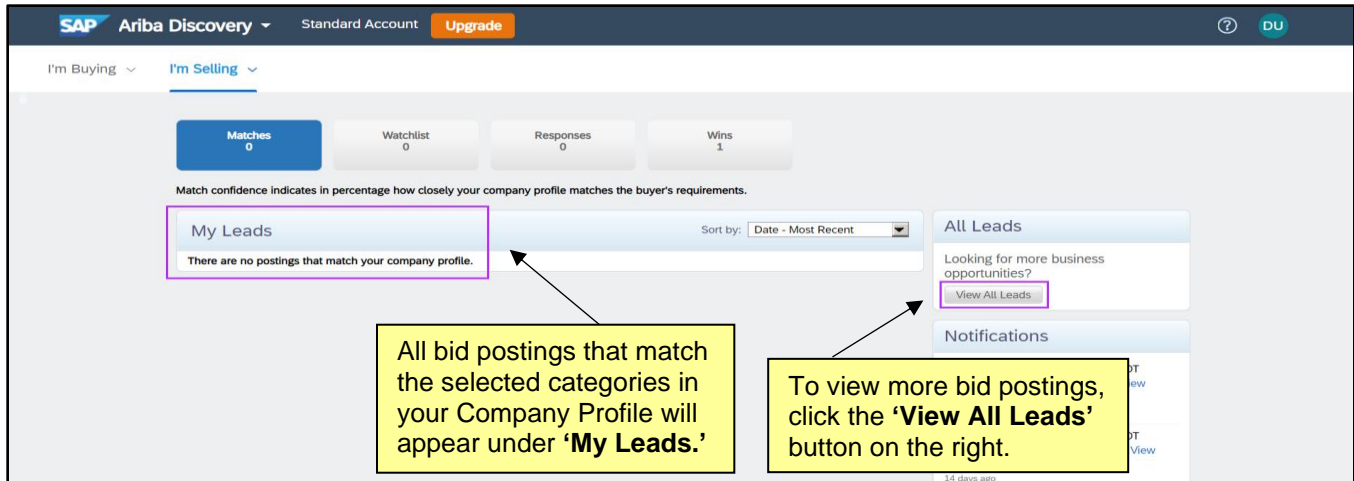 SAP Ariba Discovery Standard Account Upgrade ? DU
I'm Buying I'm Selling
Matches Watchlist Responses Wins
0 0 0 1
Match confidence indicates in percentage how closely your company profile matches the buyer's requirements.
My Leads Sort by: Date - Most Recent
There are no postings that match your company profile.
All Leads
Looking for more business
opportunities?
View All Leads
Notifications
All bid postings that match
the selected categories in
your Company Profile will
appear under ‘My Leads.’
To view more bid postings,
click the ‘View All Leads’
button on the right.
View
14 days ago